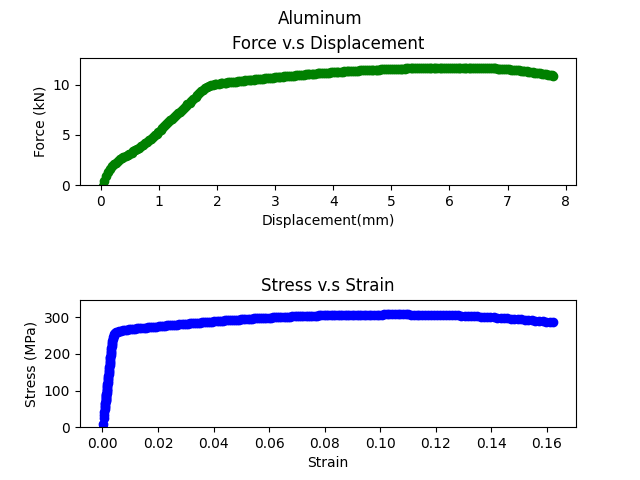 Aluminum
Force v.s Displacement
Force (kN)
10
5
0
0 1 2 3 4 5 6 7 8
Displacement(mm)
Stress v.s Strain
Stress (MPa)
300
200
100
0
0.00 0.02 0.04 0.06 0.08 0.10 0.12 0.14 0.16
Strain